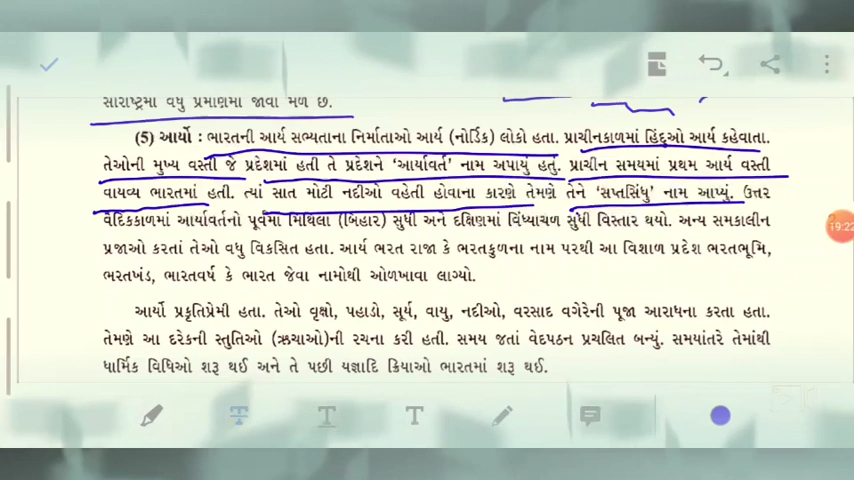 સૌરાષ્ટ્રમાં વધુ પ્રમાણમાં જોવા મળે છે.
(5) આર્યો : ભારતની આર્ય સભ્યતાના નિર્માતાઓ આર્ય (નોર્ડિક) લોકો હતા. પ્રાચીનકાળમાં હિંદુઓ આર્ય કહેવાતા.
તેઓની મુખ્ય વસ્તી જે પ્રદેશમાં હતી તે પ્રદેશને ‘આર્યાવર્ત’ નામ અપાયું હતું. પ્રાચીન સમયમાં પ્રથમ આર્ય વસ્તી
વાયવ્ય ભારતમાં હતી. ત્યાં સાત મોટી નદીઓ વહેતી હોવાના કારણે તેમણે તેને ‘સપ્તસિંધુ’ નામ આપ્યું. ઉત્તર
વૈદિકકાળમાં આર્યાવર્તનો પૂર્વમાં મિથિલા (બિહાર) સુધી અને દક્ષિણમાં વિંધ્યાચળ સુધી વિસ્તાર થયો. અન્ય સમકાલીન
પ્રજાઓ કરતાં તેઓ વધુ વિકસિત હતા. આર્ય ભરત રાજા કે ભરતકુળના નામ પરથી આ વિશાળ પ્રદેશ ભરતભૂમિ,
ભરતખંડ, ભારતવર્ષ કે ભારત જેવા નામોથી ઓળખાવા લાગ્યો.
આર્યો પ્રકૃતિપ્રેમી હતા. તેઓ વૃક્ષો, પહાડો, સૂર્ય, વાયુ, નદીઓ, વરસાદ વગેરેની પૂજા આરાધના કરતા હતા.
તેમણે આ દરેકની સ્તુતિઓ (ઋચાઓ)ની રચના કરી હતી. સમય જતાં વેદપઠન પ્રચલિત બન્યું. સમયાંતરે તેમાંથી
ધાર્મિક વિધિઓ શરૂ થઈ અને તે પછી યજ્ઞાદિ ક્રિયાઓ ભારતમાં શરૂ થઈ.
19:22